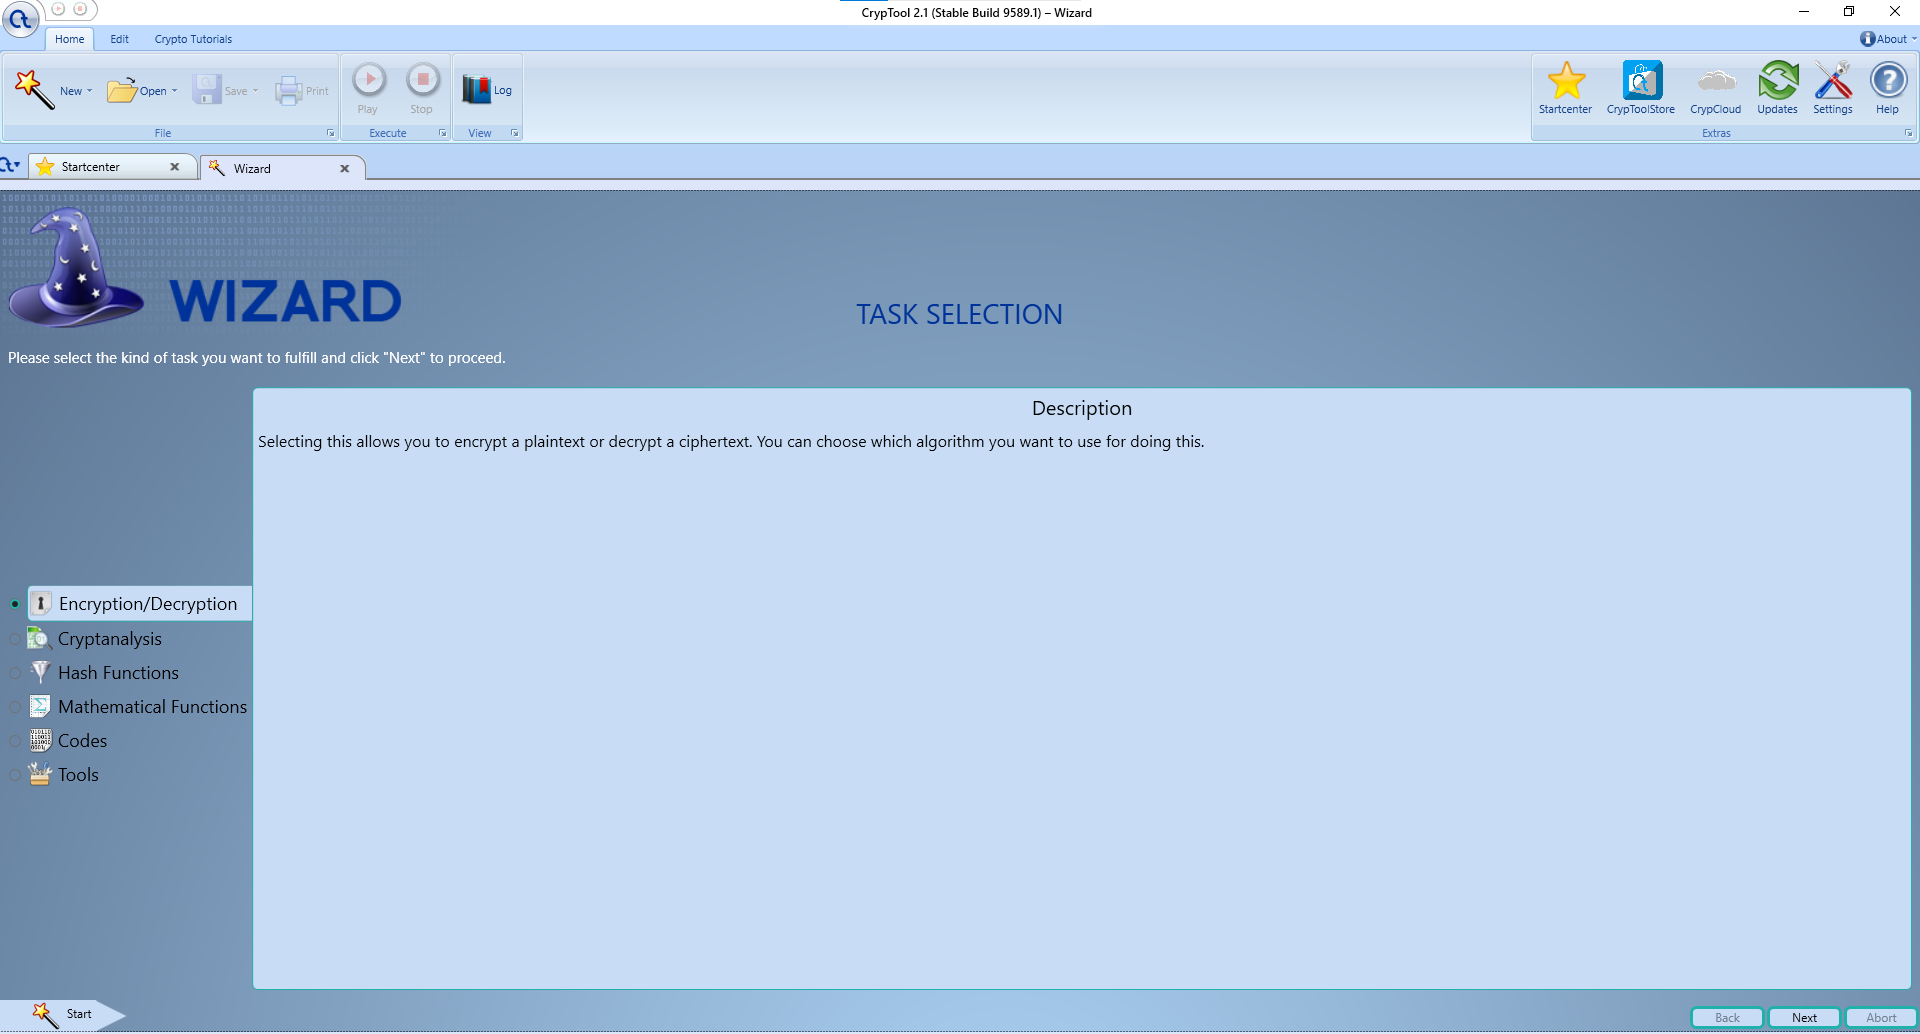 CrypTool 2.1 (Stable Build 9589.1) – Wizard
Home
Edit
Crypto Tutorials
About
New
Open
Save
Print
File
Play
Stop
Execute
Log
View
Startcenter
CrypToolStore
CrypCloud
Updates
Settings
Help
Extras
Startcenter
Wizard
WIZARD
TASK SELECTION
Please select the kind of task you want to fulfill and click "Next" to proceed.
Description
Selecting this allows you to encrypt a plaintext or decrypt a ciphertext. You can choose which algorithm you want to use for doing this.
Encryption/Decryption
Cryptanalysis
Hash Functions
Mathematical Functions
Codes
Tools
Start
Back
Next
Abort